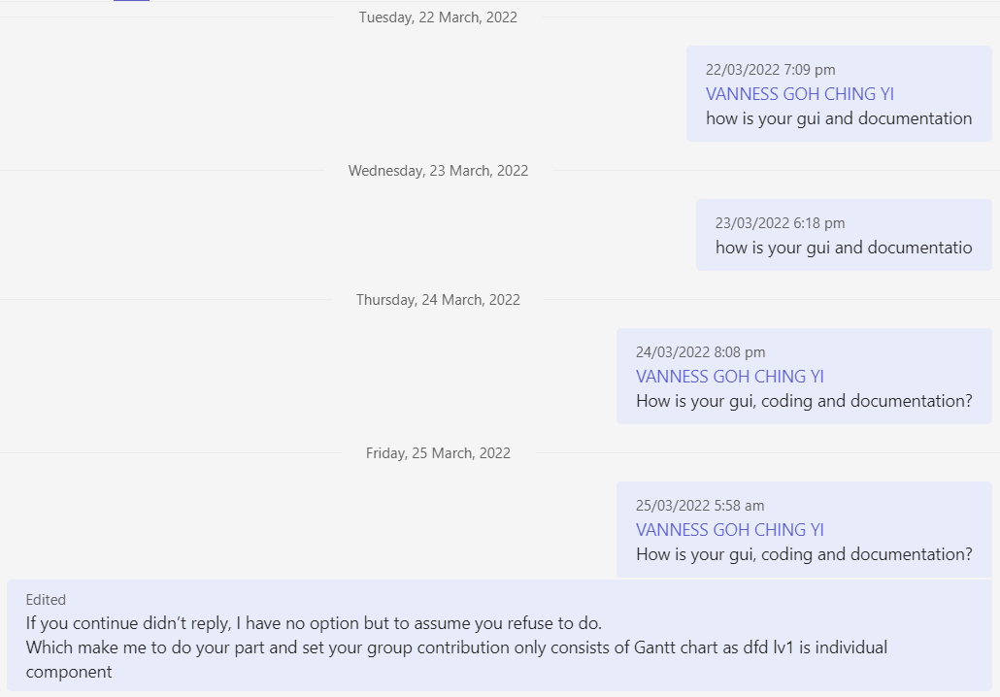 Tuesday, 22 March, 2022
22/03/2022 7:09 pm
VANNESS GOH CHING YI
how is your gui and documentation
Wednesday, 23 March, 2022
23/03/2022 6:18 pm
how is your gui and documentatio
Thursday, 24 March, 2022
24/03/2022 8:08 pm
VANNESS GOH CHING YI
How is your gui, coding and documentation?
Friday, 25 March, 2022
25/03/2022 5:58 am
VANNESS GOH CHING YI
How is your gui, coding and documentation?
Edited
If you continue didn’t reply, I have no option but to assume you refuse to do.
Which make me to do your part and set your group contribution only consists of Gantt chart as dfd lv1 is individual
component